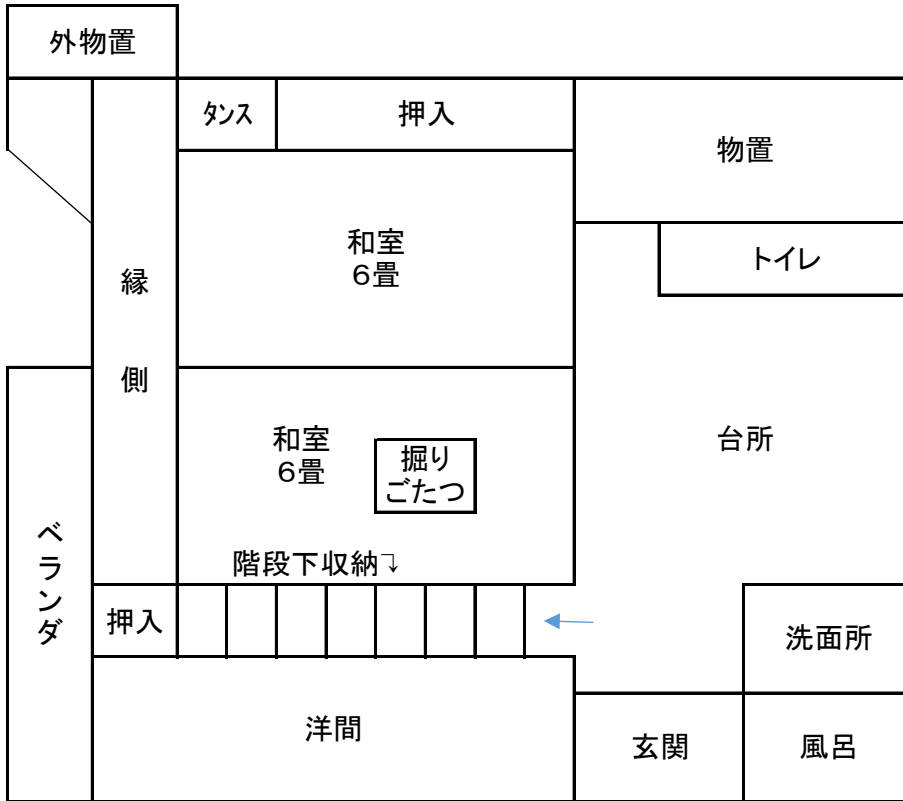 外物置
タンス
押入
物置
和室
６畳
トイレ
縁
側
和室
６畳
掘り
ごたつ
台所
ベランダ
階段下収納
押入
洗面所
洋間
玄関
風呂